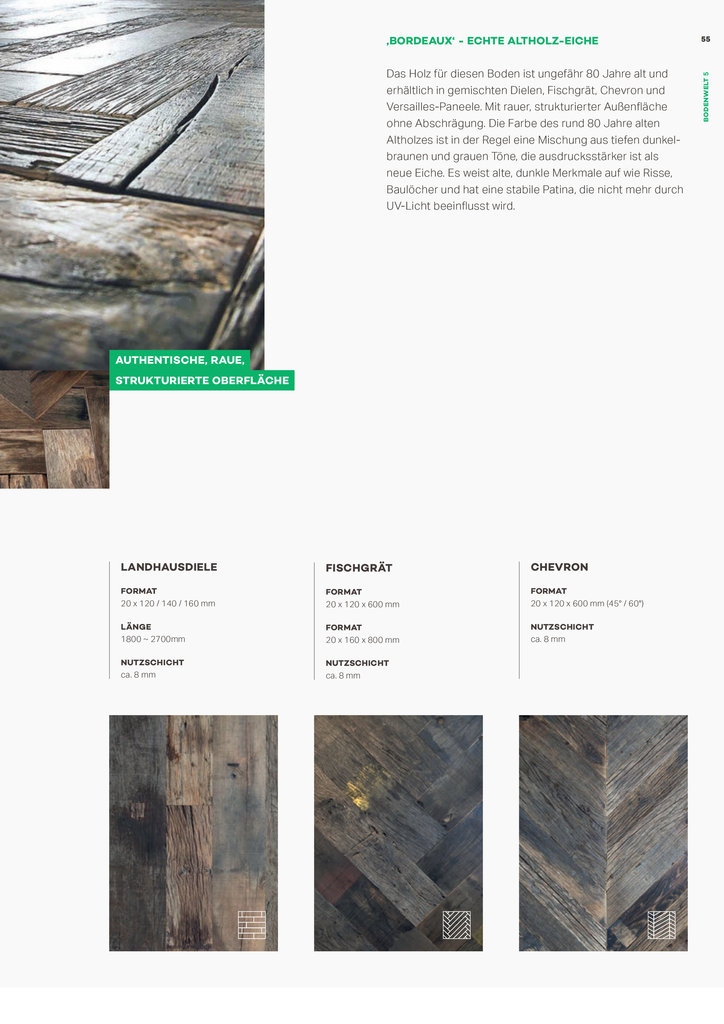 ‚BORDEAUX‘ - ECHTE ALTHOLZ-EICHE
55
BODENWELT 5
Das Holz für diesen Boden ist ungefähr 80 Jahre alt und
erhältlich in gemischten Dielen, Fischgrät, Chevron und
Versailles-Paneele. Mit rauer, strukturierter Außenfläche
ohne Abschrägung. Die Farbe des rund 80 Jahre alten
Altholzes ist in der Regel eine Mischung aus tiefen dunkel-
braunen und grauen Töne, die ausdrucksstärker ist als
neue Eiche. Es weist alte, dunkle Merkmale auf wie Risse,
Baulöcher und hat eine stabile Patina, die nicht mehr durch
UV-Licht beeinflusst wird.
AUTHENTISCHE, RAUE,
STRUKTURIERTE OBERFLÄCHE
LANDHAUSDIELE
FORMAT
20 x 120 / 140 / 160 mm
LÄNGE
1800 ~ 2700mm
NUTZSCHICHT
ca. 8 mm
FISCHGRÄT
FORMAT
20 x 120 x 600 mm
FORMAT
20 x 160 x 800 mm
NUTZSCHICHT
ca. 8 mm
CHEVRON
FORMAT
20 x 120 x 600 mm (45° / 60°)
NUTZSCHICHT
ca. 8 mm